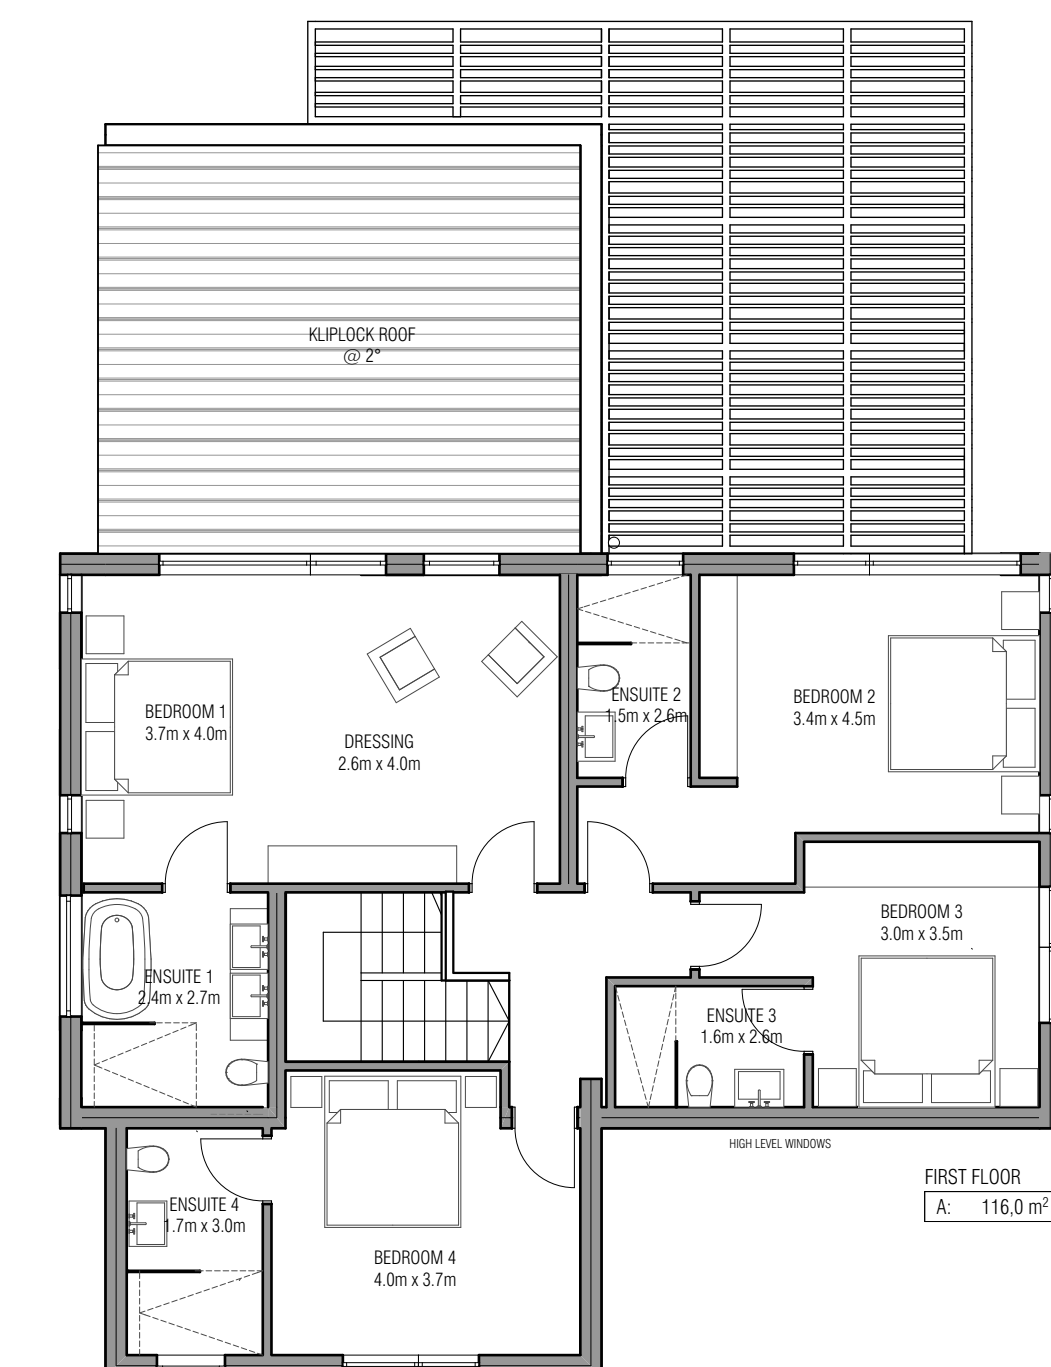 KLIPLOCK ROOF
@ 2°
BEDROOM 1
3.7m x 4.0m
DRESSING
2.6m x 4.0m
ENSUITE 2
1.5m x 2.6m
BEDROOM 2
3.4m x 4.5m
BEDROOM 3
3.0m x 3.5m
ENSUITE 1
2.4m x 2.7m
ENSUITE 3
1.6m x 2.6m
HIGH LEVEL WINDOWS
FIRST FLOOR
A: 116,0 m²
ENSUITE 4
1.7m x 3.0m
BEDROOM 4
4.0m x 3.7m